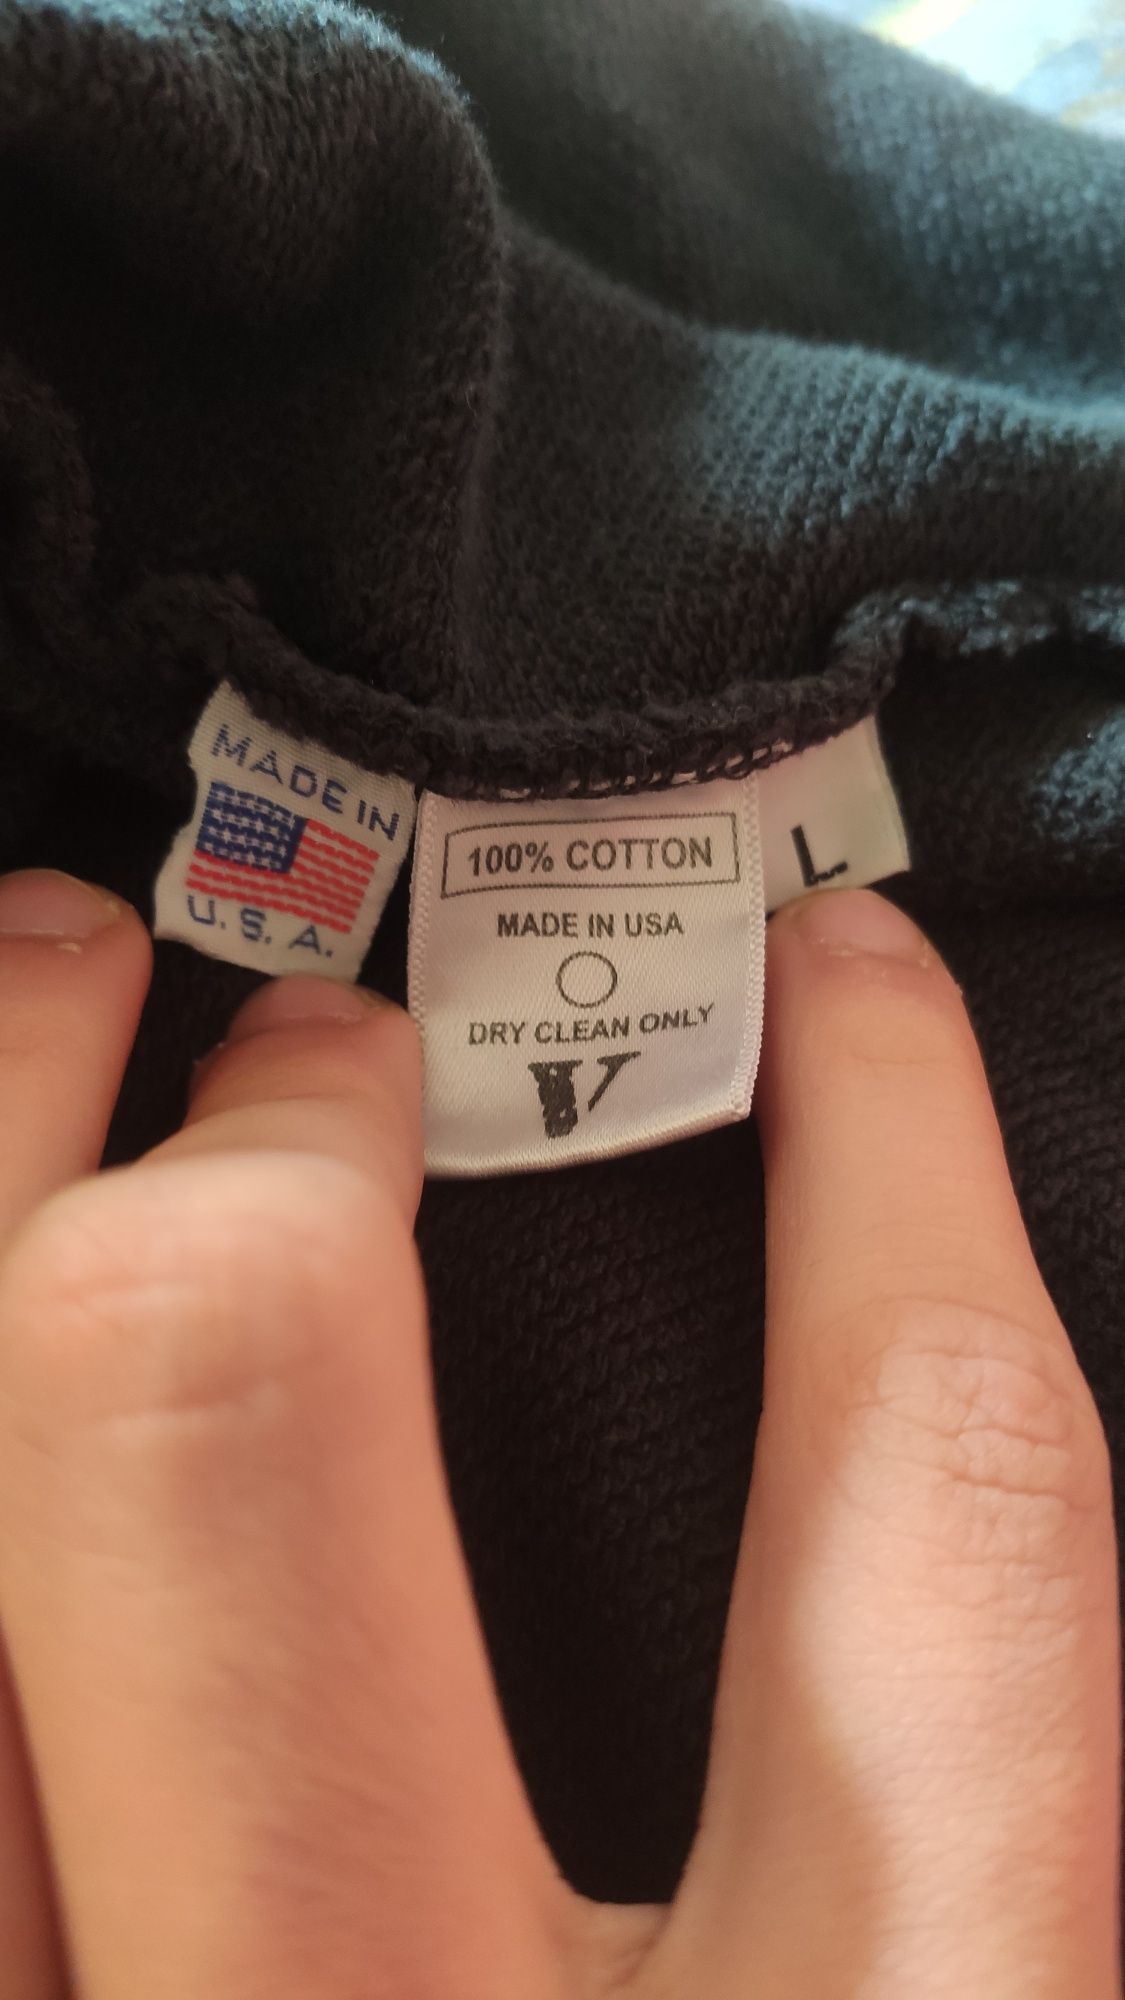 MADE IN
U. S. A.
100% COTTON
MADE IN USA
DRY CLEAN ONLY
V
L